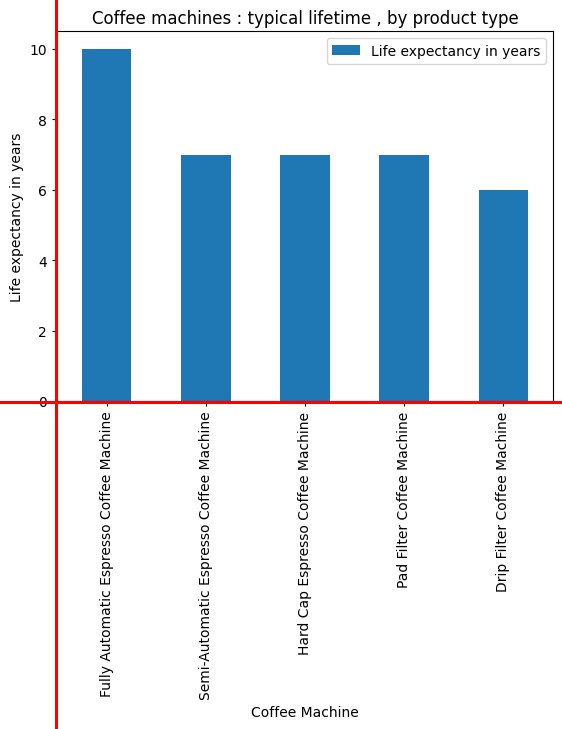 Coffee machines : typical lifetime , by product type
Life expectancy in years
Life expectancy in years
10
8
6
4
2
0
Fully Automatic Espresso Coffee Machine
Semi-Automatic Espresso Coffee Machine
Hard Cap Espresso Coffee Machine
Pad Filter Coffee Machine
Drip Filter Coffee Machine
Coffee Machine